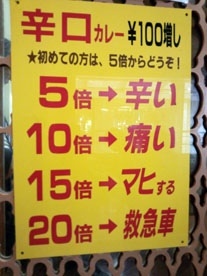 辛口カレー ¥100増し
★初めての方は、5倍からどうぞ！
5倍➡辛い
10倍➡痛い
15倍➡マヒする
20倍➡救急車